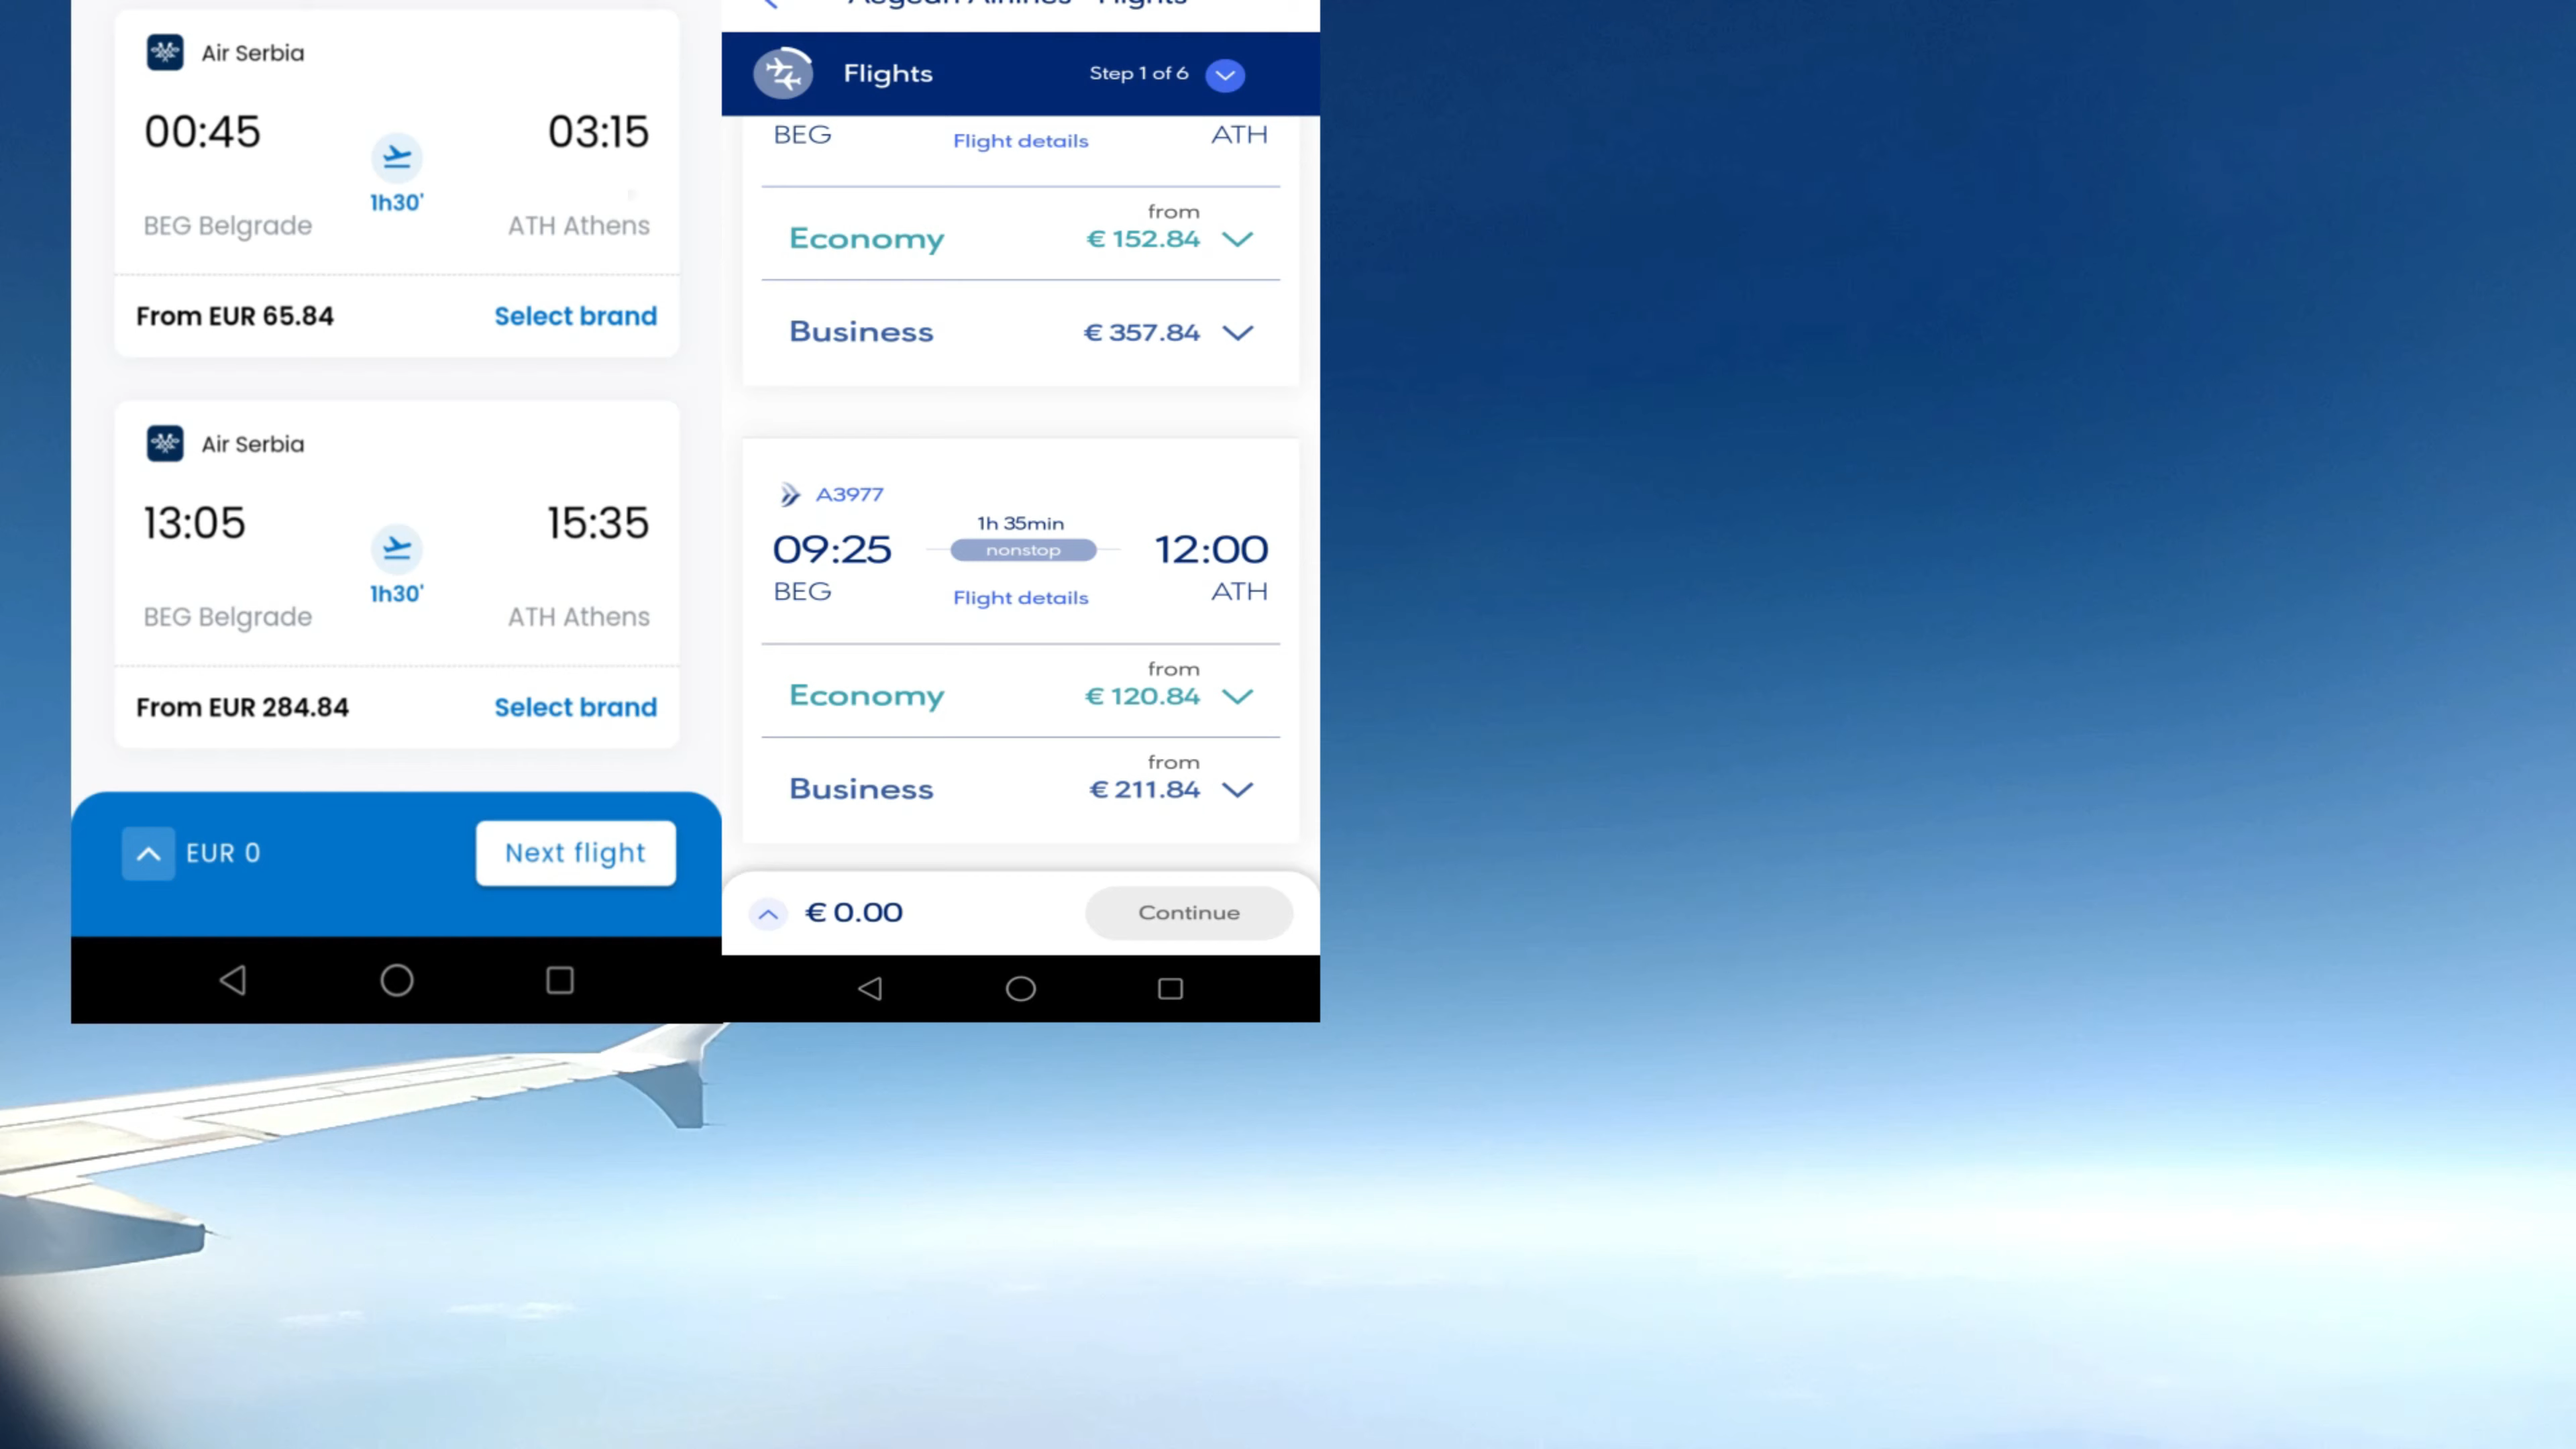 Air Serbia
00:45
03:15
1h30'
BEG Belgrade
ATH Athens
From EUR 65.84
Select brand
Air Serbia
13:05
15:35
1h30'
BEG Belgrade
ATH Athens
From EUR 284.84
Select brand
EUR 0
Next flight
Aegean Airlines - Flights
Flights
Step 1 of 6
BEG
Flight details
ATH
from
Economy
€ 152.84
Business
€ 357.84
A3977
1h 35min
09:25
nonstop
12:00
BEG
Flight details
ATH
from
Economy
€ 120.84
from
Business
€ 211.84
€ 0.00
Continue